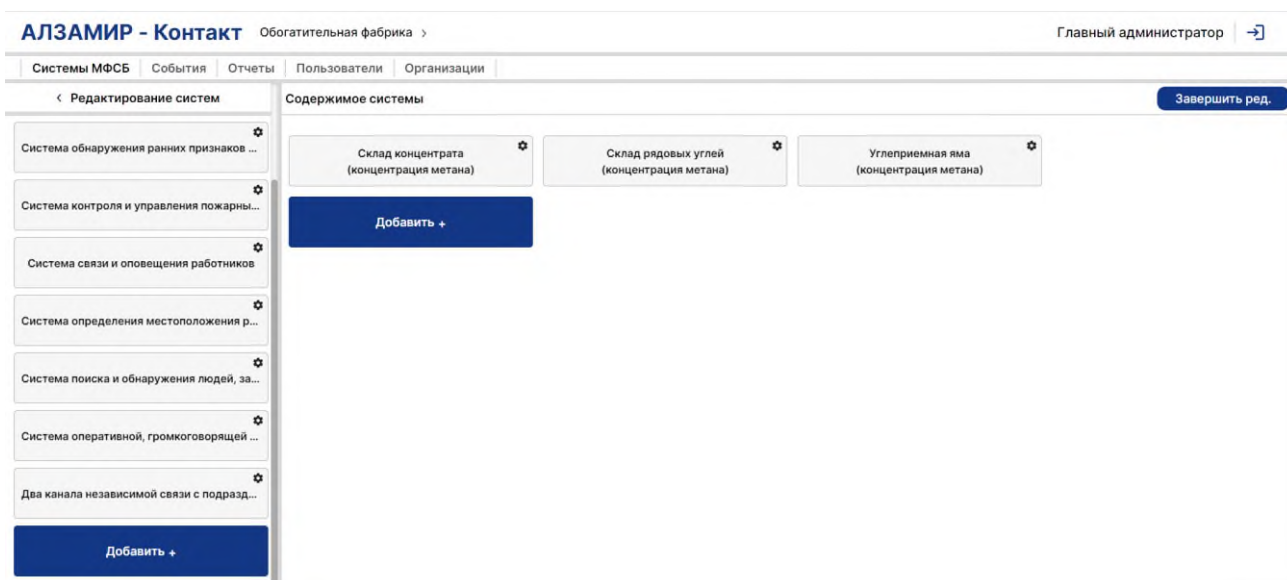 АЛЗАМИР - Контакт Обогатительная фабрика > Главный администратор
Системы МФСБ События Отчеты Пользователи Организации
< Редактирование систем
Содержимое системы
Завершить ред.
Система обнаружения ранних признаков ...
Система контроля и управления пожарны...
Система связи и оповещения работников
Система определения местоположения р...
Система поиска и обнаружения людей, за...
Система оперативной, громкоговорящей ...
Два канала независимой связи с подразд...
Добавить +
Склад концентрата
(концентрация метана)
Склад рядовых углей
(концентрация метана)
Углеприемная яма
(концентрация метана)
Добавить +